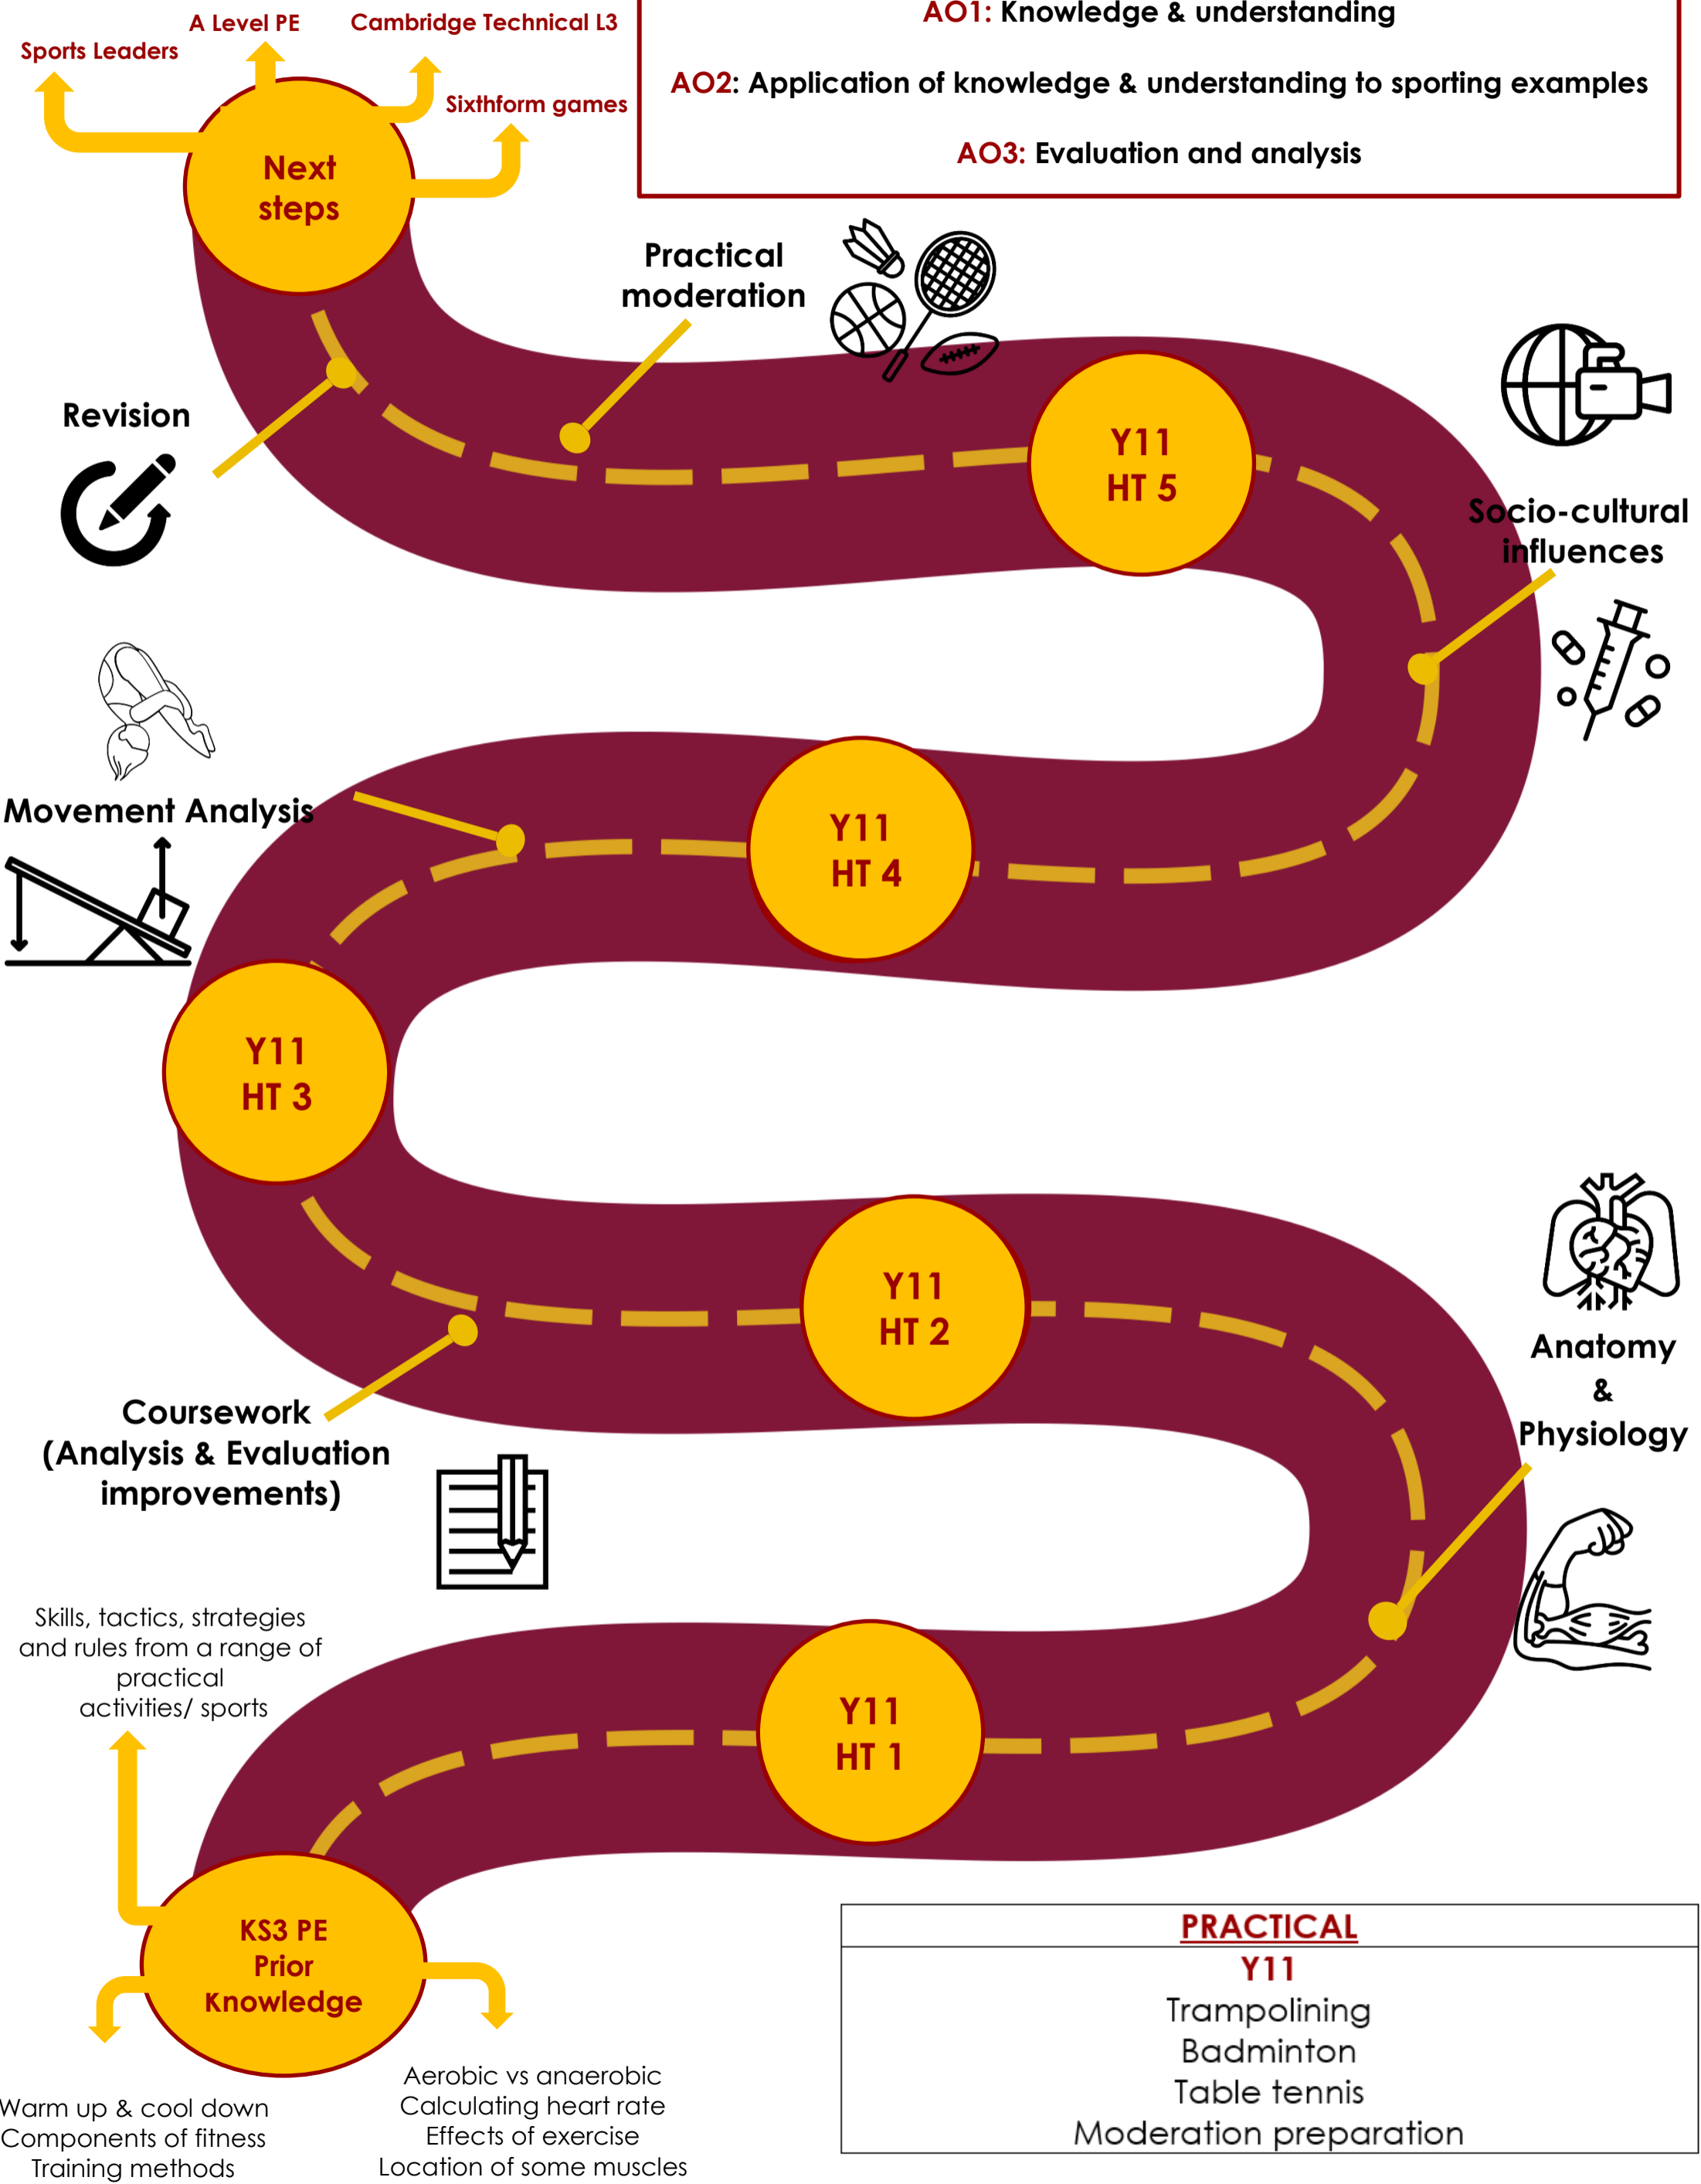 A Level PE
Cambridge Technical L3
Sports Leaders
Sixthform games
Next
steps
AO1: Knowledge & understanding
AO2: Application of knowledge & understanding to sporting examples
AO3: Evaluation and analysis
Practical
moderation
Revision
Y11
HT 5
Socio-cultural
influences
Movement Analysis
Y11
HT 4
Y11
HT 3
Y11
HT 2
Anatomy
&
Physiology
Coursework
(Analysis & Evaluation
improvements)
Skills, tactics, strategies
and rules from a range of
practical
activities/ sports
Y11
HT 1
KS3 PE
Prior
Knowledge
Warm up & cool down
Components of fitness
Training methods
Aerobic vs anaerobic
Calculating heart rate
Effects of exercise
Location of some muscles
PRACTICAL
Y11
Trampolining
Badminton
Table tennis
Moderation preparation